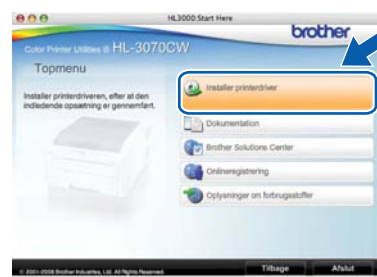 HL3000:Start Here
brother
Color Printer Utilities © HL-3070CW
Topmenu
Installer printerdriveren, efter at den
indledende opsætning er gennemført.
Installer printerdriver
Dokumentation
Brother Solutions Center
Onlineregistrering
Oplysninger om forbrugsstoffer
© 2001-2008 Brother Industries, Ltd. All Rights Reserved.
Tilbage
Afslut